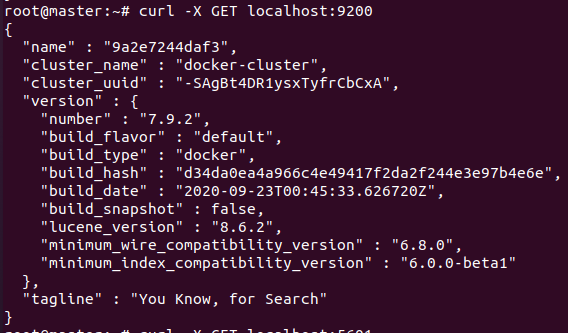 root@master:~# curl -X GET localhost:9200
{
  "name" : "9a2e7244daf3",
  "cluster_name" : "docker-cluster",
  "cluster_uuid" : "-SAgBt4DR1ysxTyfrCbCxA",
  "version" : {
    "number" : "7.9.2",
    "build_flavor" : "default",
    "build_type" : "docker",
    "build_hash" : "d34da0ea4a966c4e49417f2da2f244e3e97b4e6e",
    "build_date" : "2020-09-23T00:45:33.626720Z",
    "build_snapshot" : false,
    "lucene_version" : "8.6.2",
    "minimum_wire_compatibility_version" : "6.8.0",
    "minimum_index_compatibility_version" : "6.0.0-beta1"
  },
  "tagline" : "You Know, for Search"
}
root@master:~# curl -X GET localhost:5601